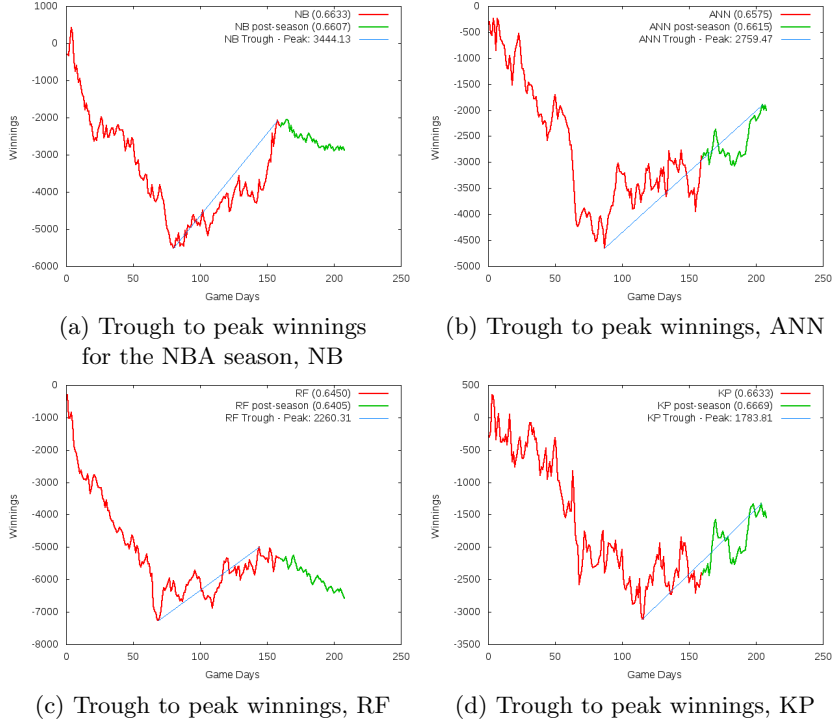 1000
0
-1000
-2000
-3000
-4000
-5000
-6000
0 50 100 150 200 250
Winnings
Game Days
NB (0.6633)
NB post-season (0.6607)
NB Trough - Peak: 3444.13
(a) Trough to peak winnings
for the NBA season, NB
0
-500
-1000
-1500
-2000
-2500
-3000
-3500
-4000
-4500
-5000
0 50 100 150 200 250
Winnings
Game Days
ANN (0.6575)
ANN post-season (0.6615)
ANN Trough - Peak: 2759.47
(b) Trough to peak winnings, ANN
0
-1000
-2000
-3000
-4000
-5000
-6000
-7000
-8000
0 50 100 150 200 250
Winnings
Game Days
RF (0.6450)
RF post-season (0.6405)
RF Trough - Peak: 2260.31
(c) Trough to peak winnings, RF
500
0
-500
-1000
-1500
-2000
-2500
-3000
-3500
0 50 100 150 200 250
Winnings
Game Days
KP (0.6633)
KP post-season (0.6669)
KP Trough - Peak: 1783.81
(d) Trough to peak winnings, KP